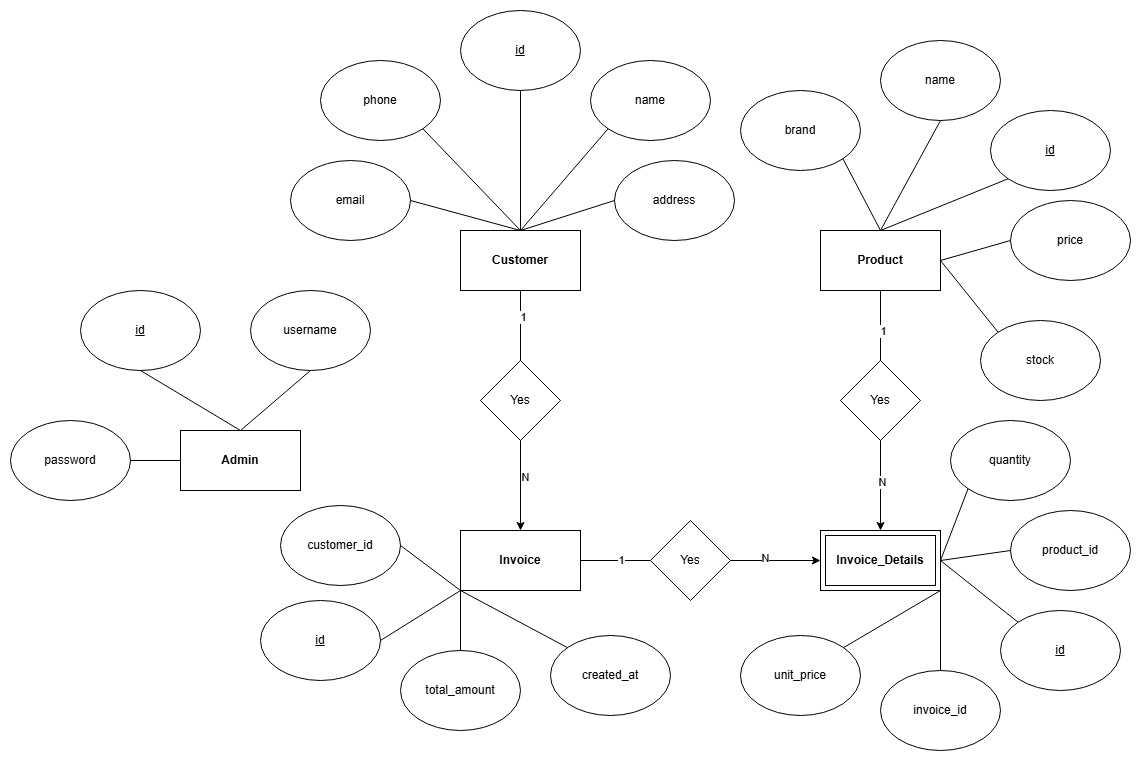 id
name
phone
name
brand
id
email
address
price
Customer
Product
1
id
username
1
stock
Yes
Yes
password
Admin
quantity
N
N
customer_id
product_id
Invoice
1
Yes
N
Invoice_Details
id
id
created_at
unit_price
total_amount
invoice_id